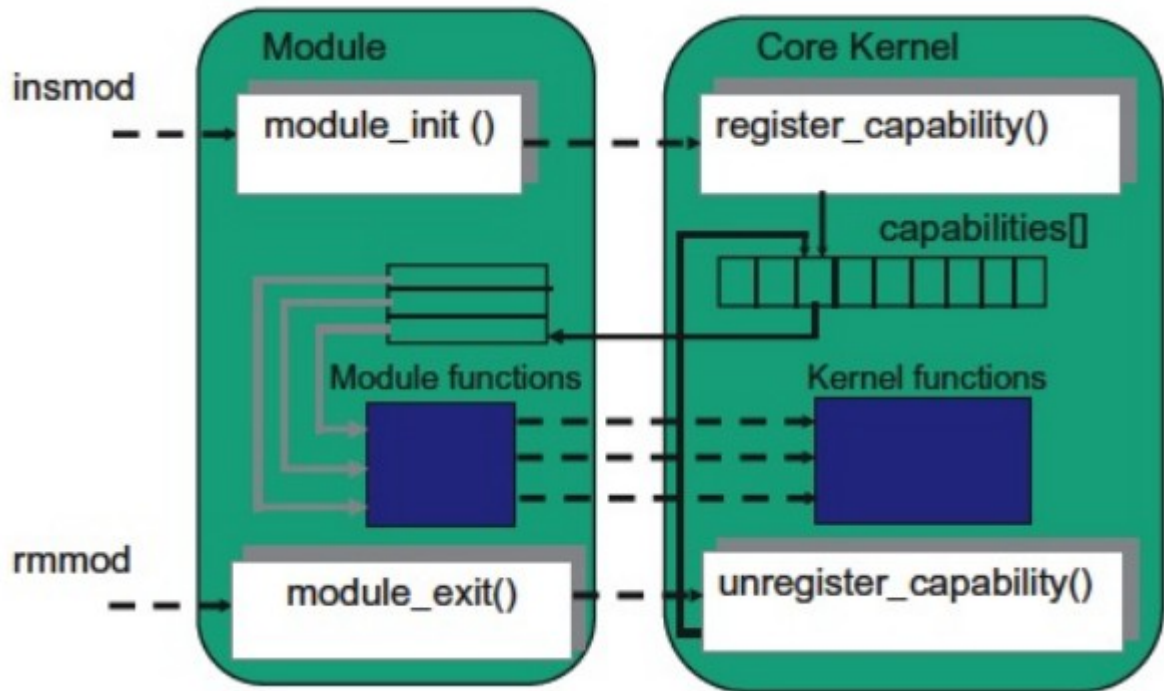 Module
Core Kernel
insmod
module_init ()
register_capability()
capabilities[]
Module functions
Kernel functions
rmmod
module_exit()
unregister_capability()